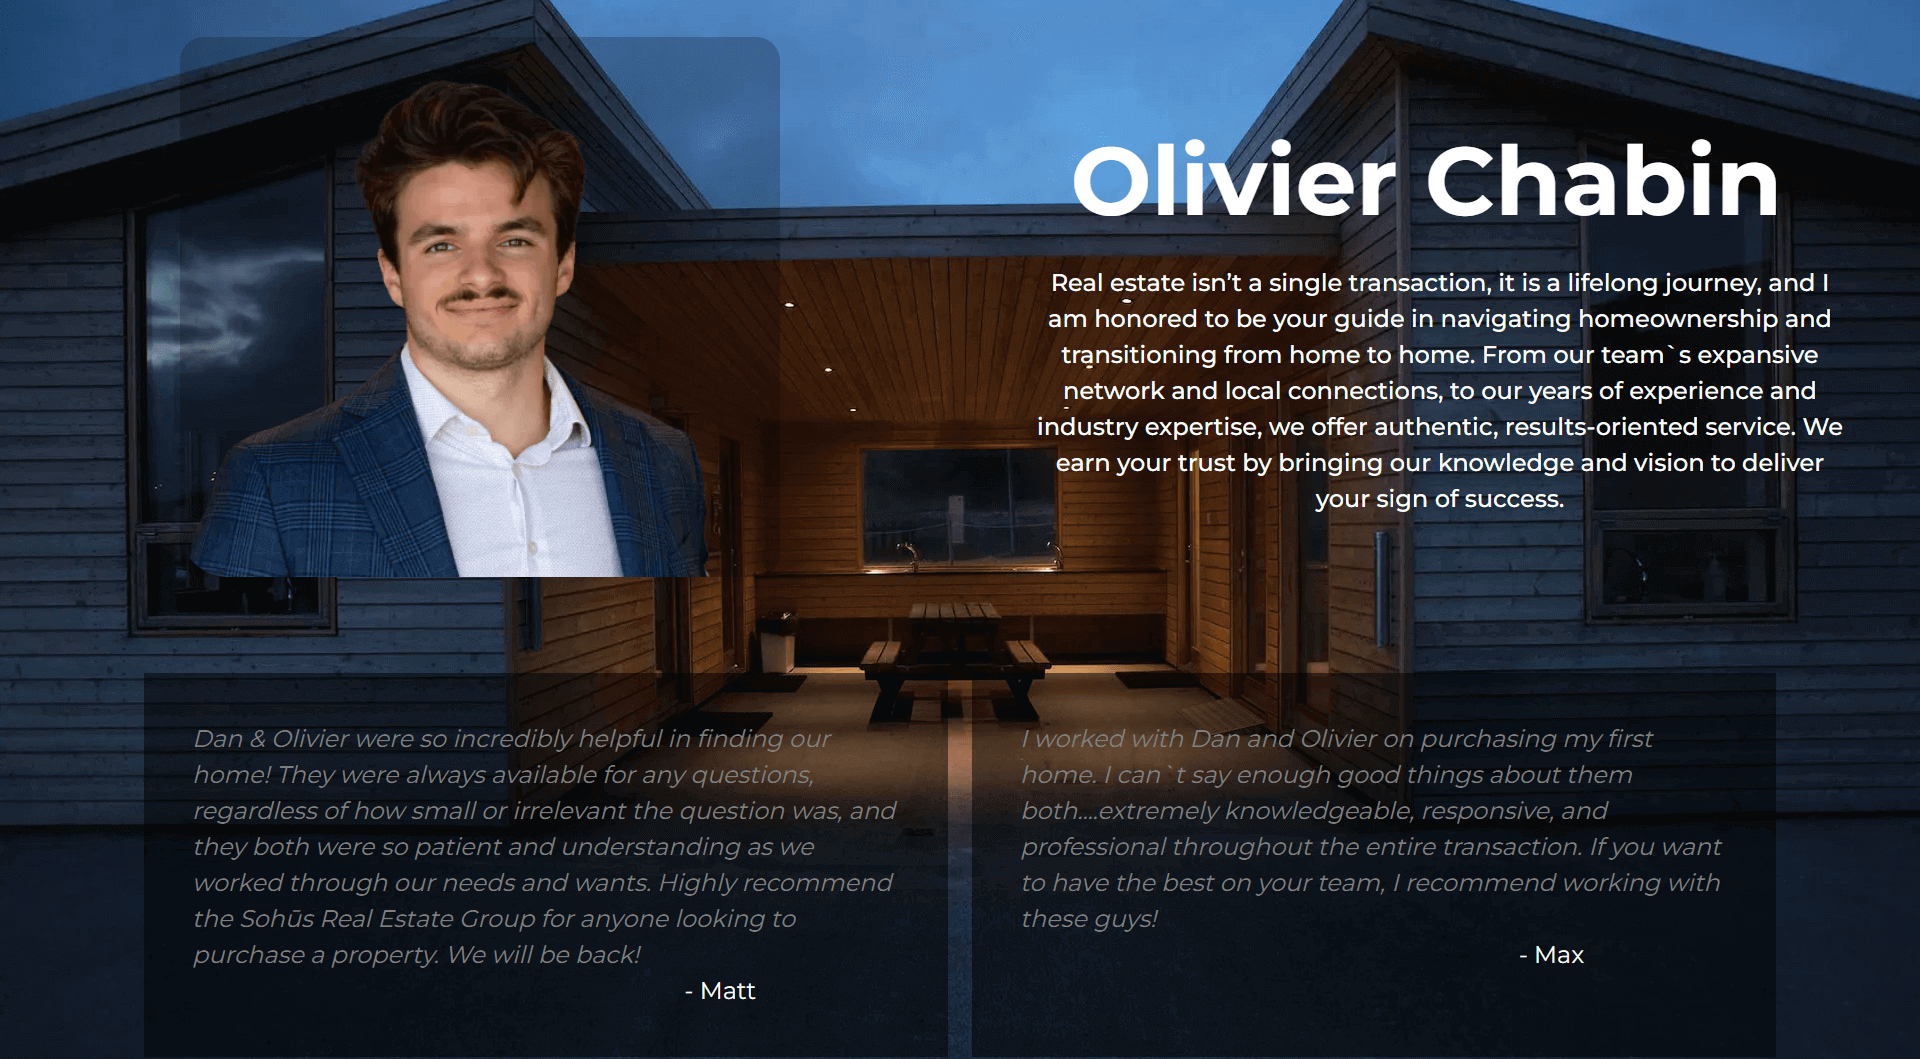 Olivier Chabin
Real estate isn’t a single transaction, it is a lifelong journey, and I
am honored to be your guide in navigating homeownership and
transitioning from home to home. From our team`s expansive
network and local connections, to our years of experience and
industry expertise, we offer authentic, results-oriented service. We
earn your trust by bringing our knowledge and vision to deliver
your sign of success.
Dan & Olivier were so incredibly helpful in finding our
home! They were always available for any questions,
regardless of how small or irrelevant the question was, and
they both were so patient and understanding as we
worked through our needs and wants. Highly recommend
the Sohūs Real Estate Group for anyone looking to
purchase a property. We will be back!
- Matt
I worked with Dan and Olivier on purchasing my first
home. I can`t say enough good things about them
both....extremely knowledgeable, responsive, and
professional throughout the entire transaction. If you want
to have the best on your team, I recommend working with
these guys!
- Max